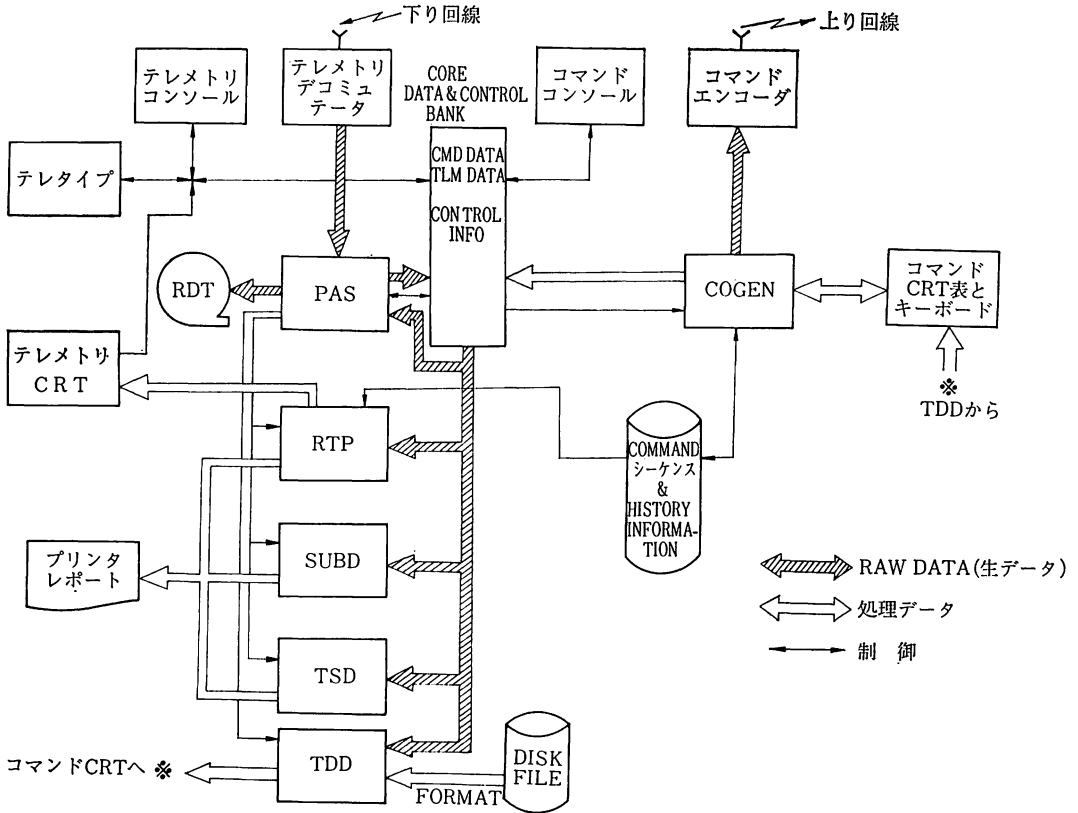 下り回線
上り回線
テレメトリ
コンソール
テレメトリ
デコミュ
テータ
CORE
DATA & CONTROL
BANK
コマンド
コンソール
コマンド
エンコーダ
テレタイプ
CMD DATA
TLM DATA
CONTROL
INFO
RDT
PAS
COGEN
コマンド
CRT表と
キーボード
※
TDDから
テレメトリ
CRT
RTP
COMMAND
シーケンス
&
HISTORY
INFORMA-
TION
プリンタ
レポート
SUBD
RAW DATA(生データ)
処理データ
制 御
TSD
コマンドCRTへ ※
TDD
FORMAT
DISK
FILE